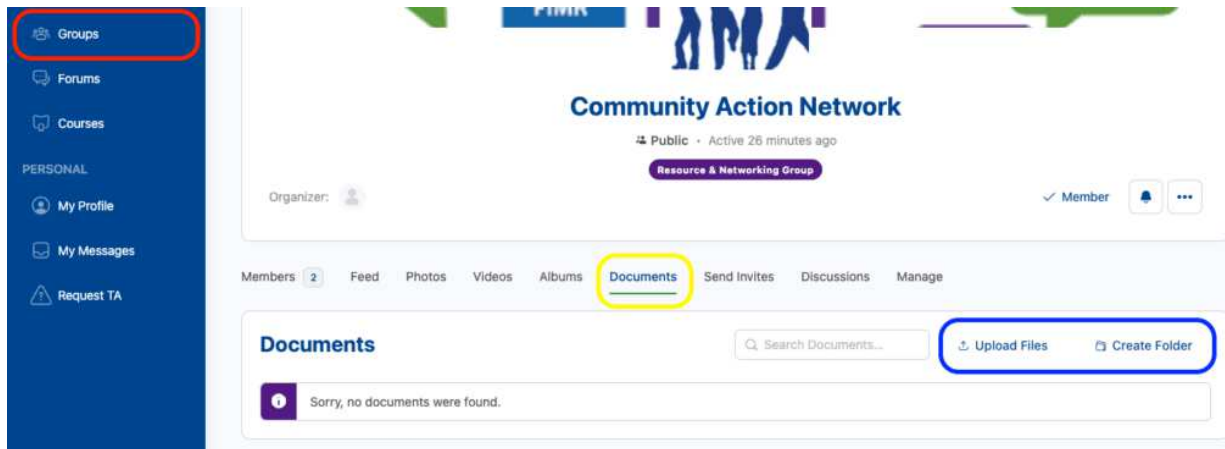 Groups
Forums
Courses
PERSONAL
My Profile
My Messages
Request TA
FIMR
Community Action Network
Public · Active 26 minutes ago
Resource & Networking Group
Organizer:
Member
Members 2 Feed Photos Videos Albums Documents Send Invites Discussions Manage
Documents
Search Documents...
Upload Files Create Folder
Sorry, no documents were found.